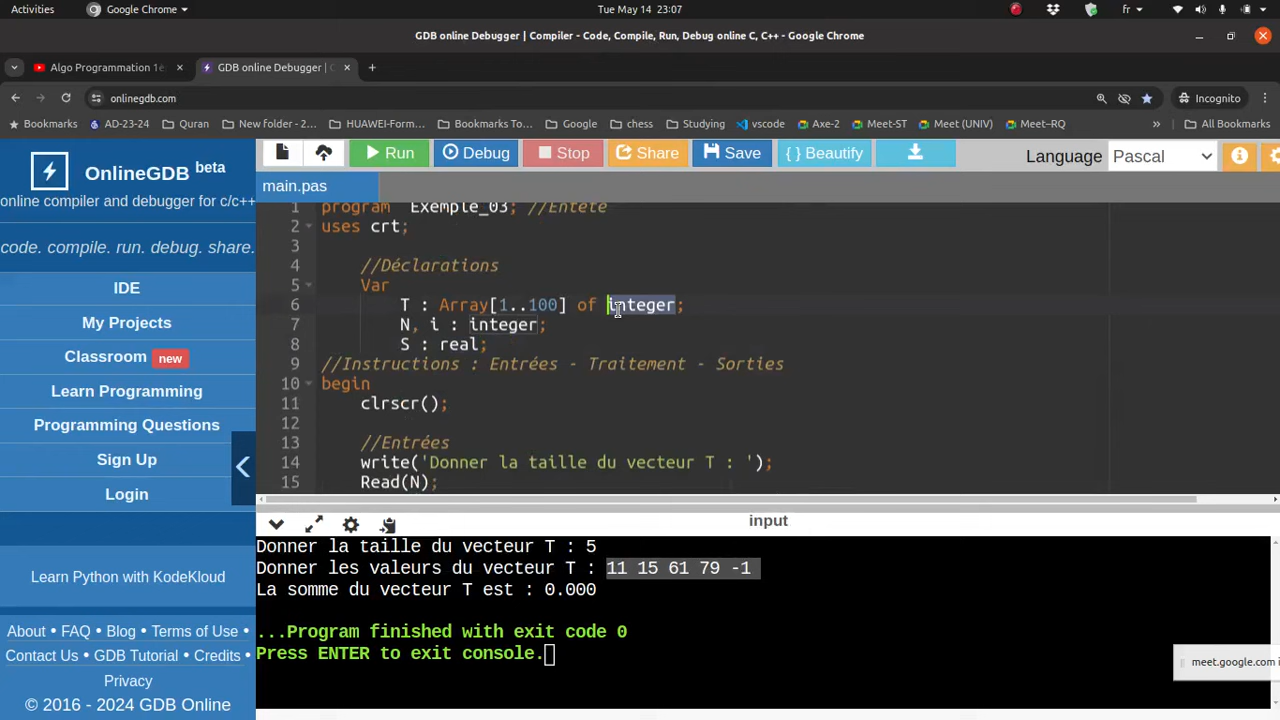 Activities Google Chrome Tue May 14 23:07 fr
GDB online Debugger | Compiler - Code, Compile, Run, Debug online C, C++ - Google Chrome
Algo Programmation 1è GDB online Debugger | C
onlinegdb.com Incognito
Bookmarks AD-23-24 Quran New folder - 2... HUAWEI-Form... Bookmarks To... Google chess Studying vscode Axe-2 Meet-ST Meet (UNIV) Meet–RQ » All Bookmarks
OnlineGDB beta
online compiler and debugger for c/c++
code. compile. run. debug. share.
IDE
My Projects
Classroom new
Learn Programming
Programming Questions
Sign Up
Login
Learn Python with KodeKloud
About • FAQ • Blog • Terms of Use •
Contact Us • GDB Tutorial • Credits •
Privacy
© 2016 - 2024 GDB Online
Run Debug Stop Share Save { } Beautify Language Pascal
main.pas
1 program Exemple_03; //Entête
2 uses crt;
3
4 //Déclarations
5 Var
6 T : Array[1..100] of integer;
7 N, i : integer;
8 S : real;
9 //Instructions : Entrées - Traitement - Sorties
10 begin
11 clrscr();
12
13 //Entrées
14 write('Donner la taille du vecteur T : ');
15 Read(N);
input
Donner la taille du vecteur T : 5
Donner les valeurs du vecteur T : 11 15 61 79 -1
La somme du vecteur T est : 0.000
...Program finished with exit code 0
Press ENTER to exit console.
meet.google.com i